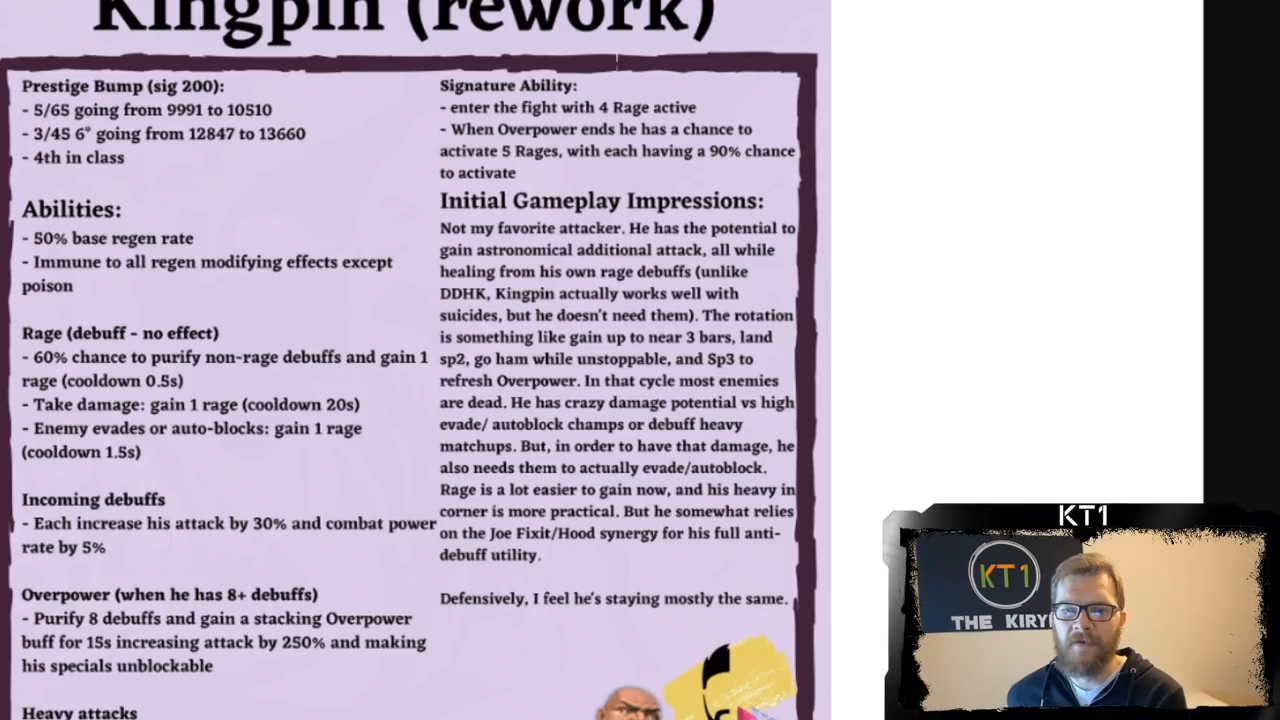 Kingpin (rework)
Prestige Bump (sig 200):
- 5/65 going from 9991 to 10510
- 3/45 6* going from 12847 to 13660
- 4th in class
Abilities:
- 50% base regen rate
- Immune to all regen modifying effects except
poison
Rage (debuff - no effect)
- 60% chance to purify non-rage debuffs and gain 1
rage (cooldown 0.5s)
- Take damage: gain 1 rage (cooldown 20s)
- Enemy evades or auto-blocks: gain 1 rage
(cooldown 1.5s)
Incoming debuffs
- Each increase his attack by 30% and combat power
rate by 5%
Overpower (when he has 8+ debuffs)
- Purify 8 debuffs and gain a stacking Overpower
buff for 15s increasing attack by 250% and making
his specials unblockable
Heavy attacks
Signature Ability:
- enter the fight with 4 Rage active
- When Overpower ends he has a chance to
activate 5 Rages, with each having a 90% chance
to activate
Initial Gameplay Impressions:
Not my favorite attacker. He has the potential to
gain astronomical additional attack, all while
healing from his own rage debuffs (unlike
DDHK, Kingpin actually works well with
suicides, but he doesn't need them). The rotation
is something like gain up to near 3 bars, land
sp2, go ham while unstoppable, and Sp3 to
refresh Overpower. In that cycle most enemies
are dead. He has crazy damage potential vs high
evade/ autoblock champs or debuff heavy
matchups. But, in order to have that damage, he
also needs them to actually evade/autoblock.
Rage is a lot easier to gain now, and his heavy in
corner is more practical. But he somewhat relies
on the Joe Fixit/Hood synergy for his full anti-
debuff utility.
Defensively, I feel he's staying mostly the same.
KT1
KT1
THE KIRY